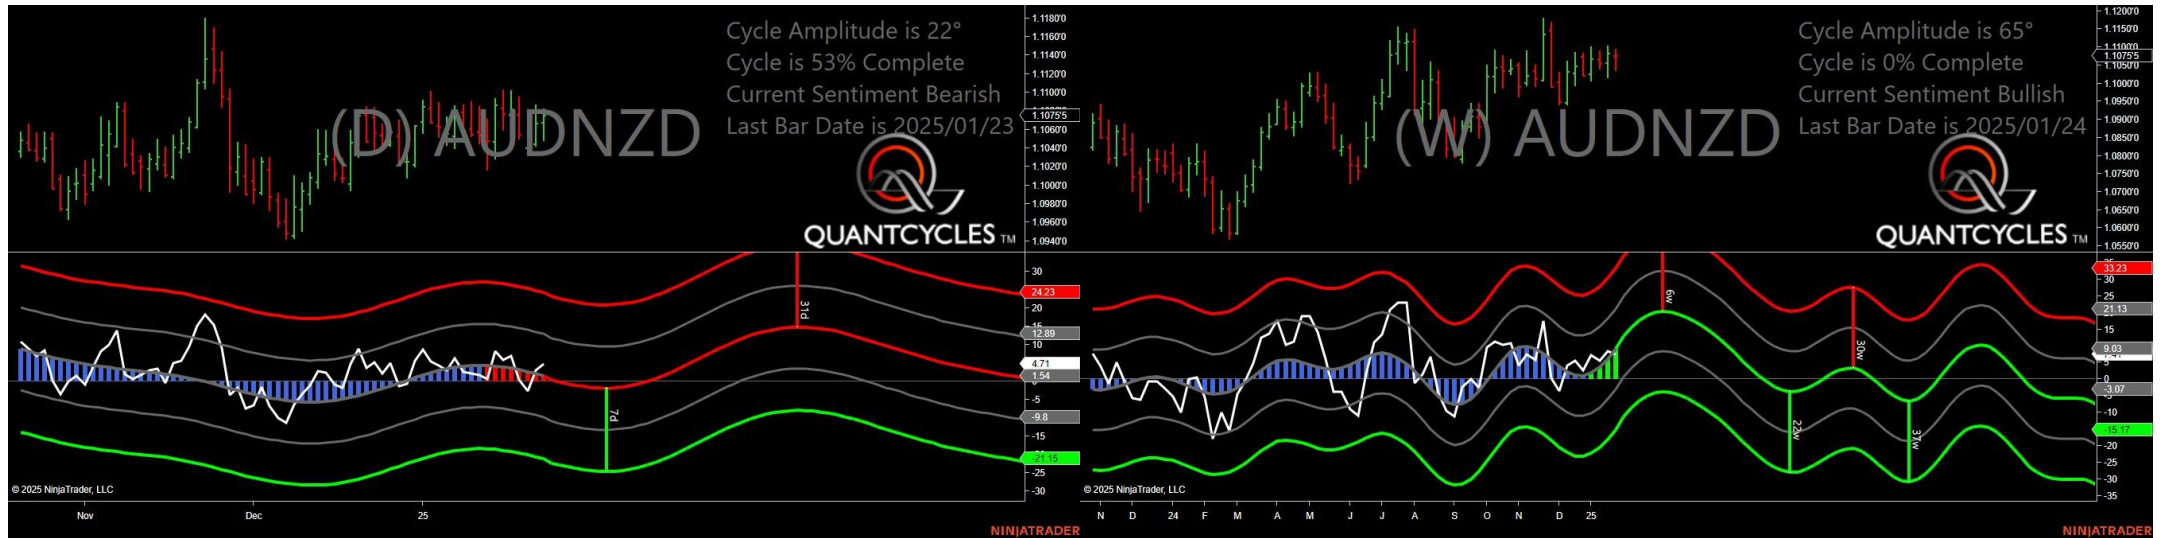 Cycle Amplitude is 22°
Cycle is 53% Complete
Current Sentiment Bearish
Last Bar Date is 2025/01/23
(D) AUDNZD
QUANTCYCLES TM
1.1180'0
1.1160'0
1.1140'0
1.1120'0
1.1100'0
1.1075'5
1.1060'0
1.1040'0
1.1020'0
1.1000'0
1.0980'0
1.0960'0
1.0940'0
31d
7d
30
24.23
20
15
12.89
10
4.71
1.54
-5
-9.8
-15
-21.15
-25
-30
© 2025 NinjaTrader, LLC
Nov Dec 25
NINJATRADER
Cycle Amplitude is 65°
Cycle is 0% Complete
Current Sentiment Bullish
Last Bar Date is 2025/01/24
(W) AUDNZD
QUANTCYCLES TM
1.1200'0
1.1150'0
1.1100'0
1.1075'5
1.1050'0
1.1000'0
1.0950'0
1.0900'0
1.0850'0
1.0800'0
1.0750'0
1.0700'0
1.0650'0
1.0600'0
1.0550'0
6w
30w
22w
37w
35
33.23
30
25
21.13
15
9.03
5
0
-3.07
-5
-10
-15.17
-20
-25
-30
-35
© 2025 NinjaTrader, LLC
N D 24 F M A M J J A S O N D 25
NINJATRADER